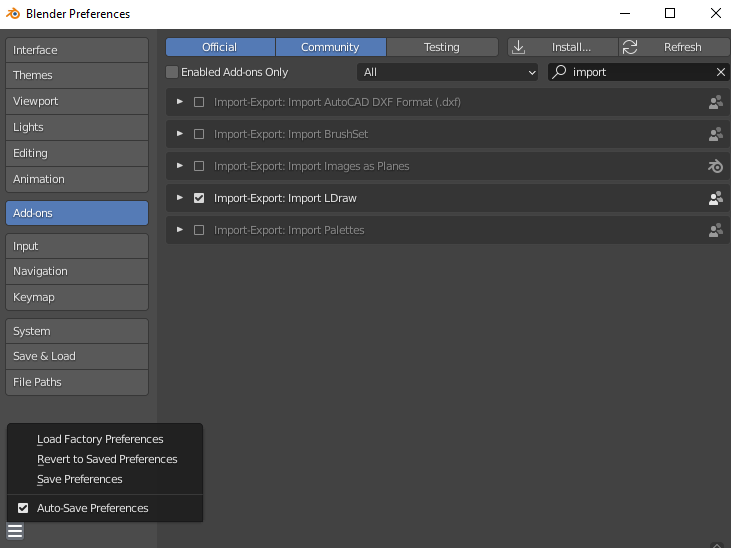 Blender Preferences
Interface
Themes
Viewport
Lights
Editing
Animation
Add-ons
Input
Navigation
Keymap
System
Save & Load
File Paths
Official Community Testing Install... Refresh
Enabled Add-ons Only All import
Import-Export: Import AutoCAD DXF Format (.dxf)
Import-Export: Import BrushSet
Import-Export: Import Images as Planes
Import-Export: Import LDraw
Import-Export: Import Palettes
Load Factory Preferences
Revert to Saved Preferences
Save Preferences
Auto-Save Preferences